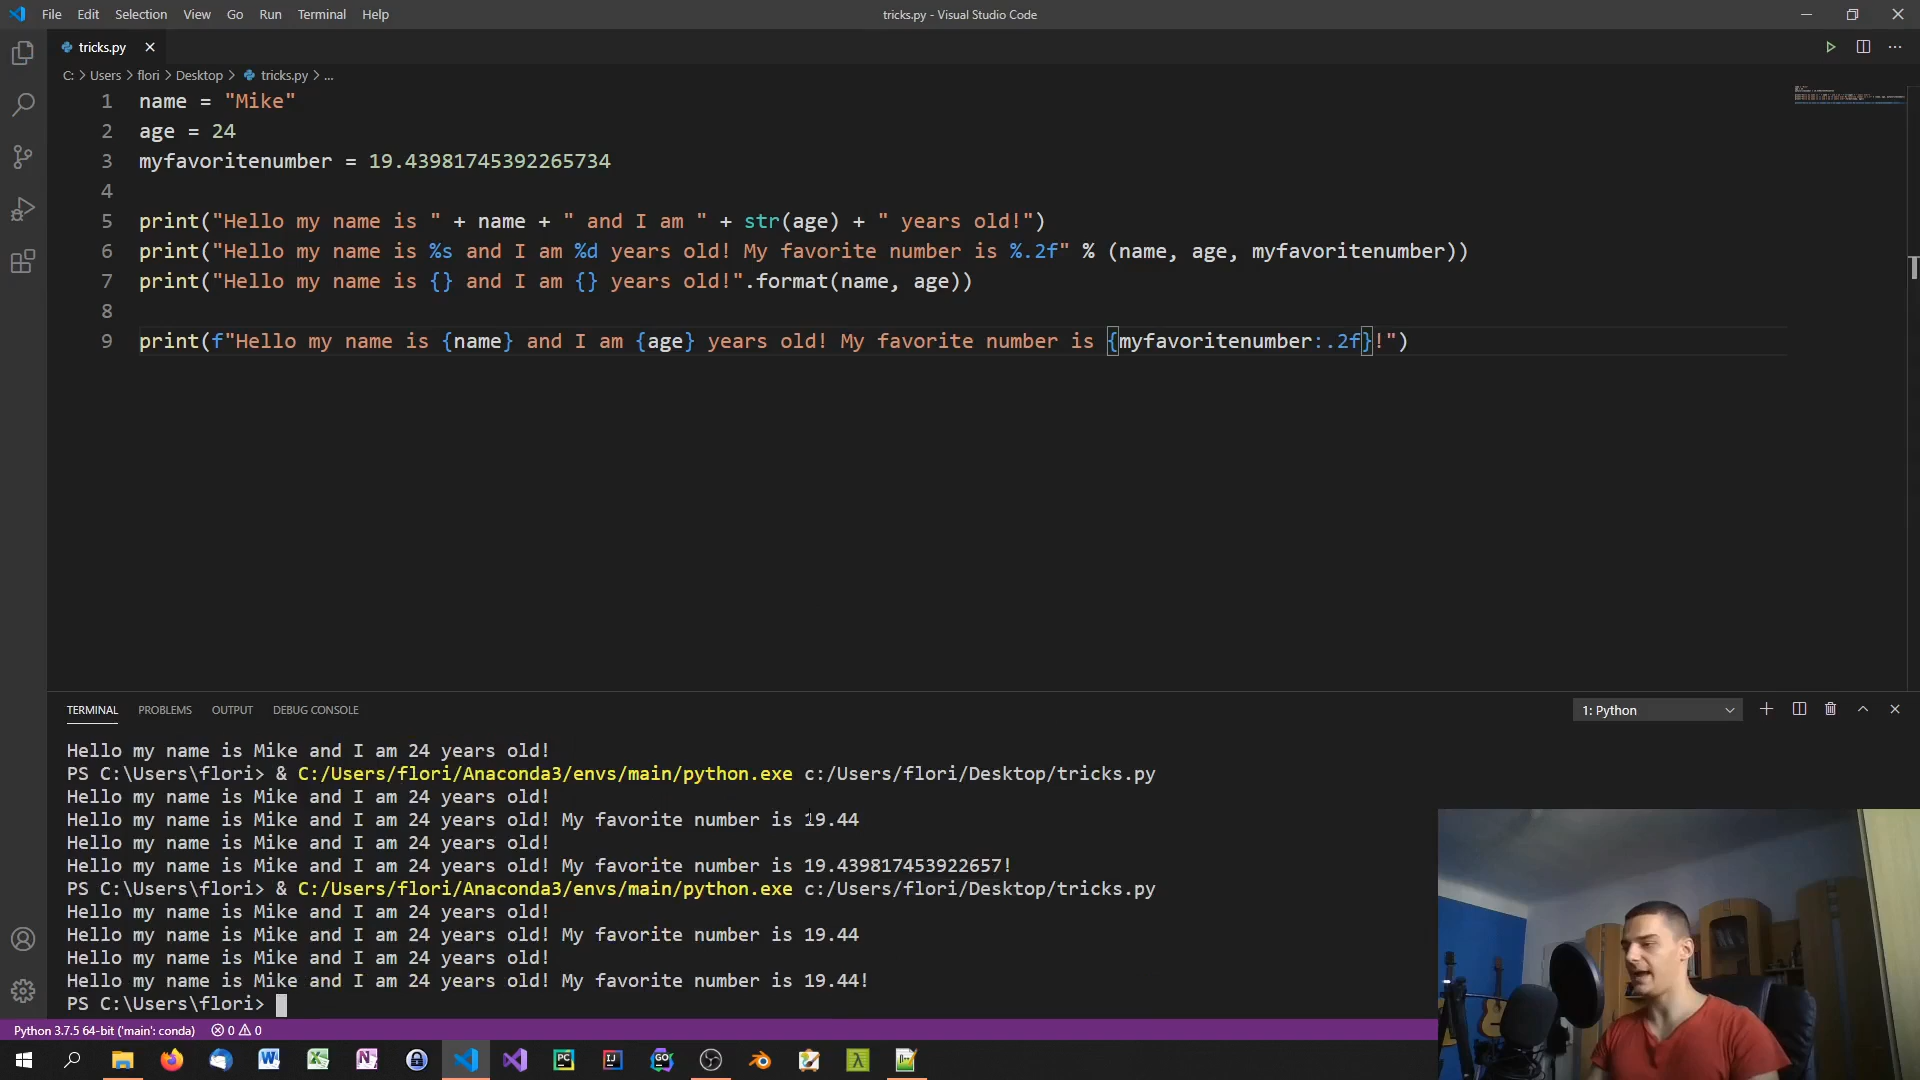 File Edit Selection View Go Run Terminal Help
tricks.py - Visual Studio Code
tricks.py
C: > Users > flori > Desktop > tricks.py > ...
1 name = "Mike"
2 age = 24
3 myfavoritenumber = 19.43981745392265734
4
5 print("Hello my name is " + name + " and I am " + str(age) + " years old!")
6 print("Hello my name is %s and I am %d years old! My favorite number is %.2f" % (name, age, myfavoritenumber))
7 print("Hello my name is {} and I am {} years old!".format(name, age))
8
9 print(f"Hello my name is {name} and I am {age} years old! My favorite number is {myfavoritenumber:.2f}!")
TERMINAL PROBLEMS OUTPUT DEBUG CONSOLE
1: Python
Hello my name is Mike and I am 24 years old!
PS C:\Users\flori> & C:/Users/flori/Anaconda3/envs/main/python.exe c:/Users/flori/Desktop/tricks.py
Hello my name is Mike and I am 24 years old!
Hello my name is Mike and I am 24 years old! My favorite number is 19.44
Hello my name is Mike and I am 24 years old!
Hello my name is Mike and I am 24 years old! My favorite number is 19.439817453922657!
PS C:\Users\flori> & C:/Users/flori/Anaconda3/envs/main/python.exe c:/Users/flori/Desktop/tricks.py
Hello my name is Mike and I am 24 years old!
Hello my name is Mike and I am 24 years old! My favorite number is 19.44
Hello my name is Mike and I am 24 years old!
Hello my name is Mike and I am 24 years old! My favorite number is 19.44!
PS C:\Users\flori>
Python 3.7.5 64-bit ('main': conda) 0 0